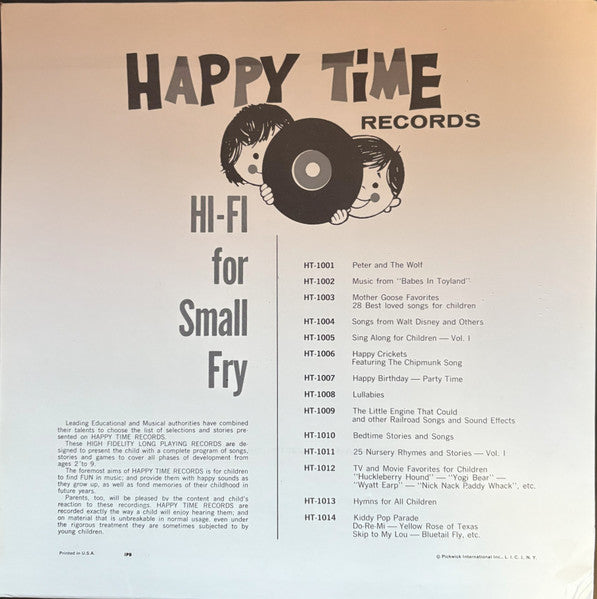 HAPPY TIME
RECORDS
HI-FI
for
Small
Fry
HT-1001 Peter and The Wolf
HT-1002 Music from "Babes In Toyland"
HT-1003 Mother Goose Favorites
28 Best loved songs for children
HT-1004 Songs from Walt Disney and Others
HT-1005 Sing Along for Children — Vol. I
HT-1006 Happy Crickets
Featuring The Chipmunk Song
HT-1007 Happy Birthday — Party Time
HT-1008 Lullabies
HT-1009 The Little Engine That Could
and other Railroad Songs and Sound Effects
HT-1010 Bedtime Stories and Songs
HT-1011 25 Nursery Rhymes and Stories — Vol. I
HT-1012 TV and Movie Favorites for Children
"Huckleberry Hound" — "Yogi Bear" —
"Wyatt Earp" — "Nick Nack Paddy Whack", etc.
HT-1013 Hymns for All Children
HT-1014 Kiddy Pop Parade
Do-Re-Mi — Yellow Rose of Texas
Skip to My Lou — Bluetail Fly, etc.
Leading Educational and Musical authorities have combined
their talents to choose the list of selections and stories pre-
sented on HAPPY TIME RECORDS.
These HIGH FIDELITY LONG PLAYING RECORDS are de-
signed to present the child with a complete program of songs,
stories and games to cover all phases of development from
ages 2 to 9.
The foremost aims of HAPPY TIME RECORDS is for children
to find FUN in music; and provide them with happy sounds as
they grow up, as well as fond memories of their childhood in
future years.
Parents, too, will be pleased by the content and child's
reaction to these recordings. HAPPY TIME RECORDS are
recorded exactly the way a child will enjoy hearing them; and
on material that is unbreakable in normal usage, even under
the rigorous treatment they are sometimes subjected to by
young children.
Printed in U.S.A. IPB
© Pickwick International Inc., L. I. C. I, N. Y.